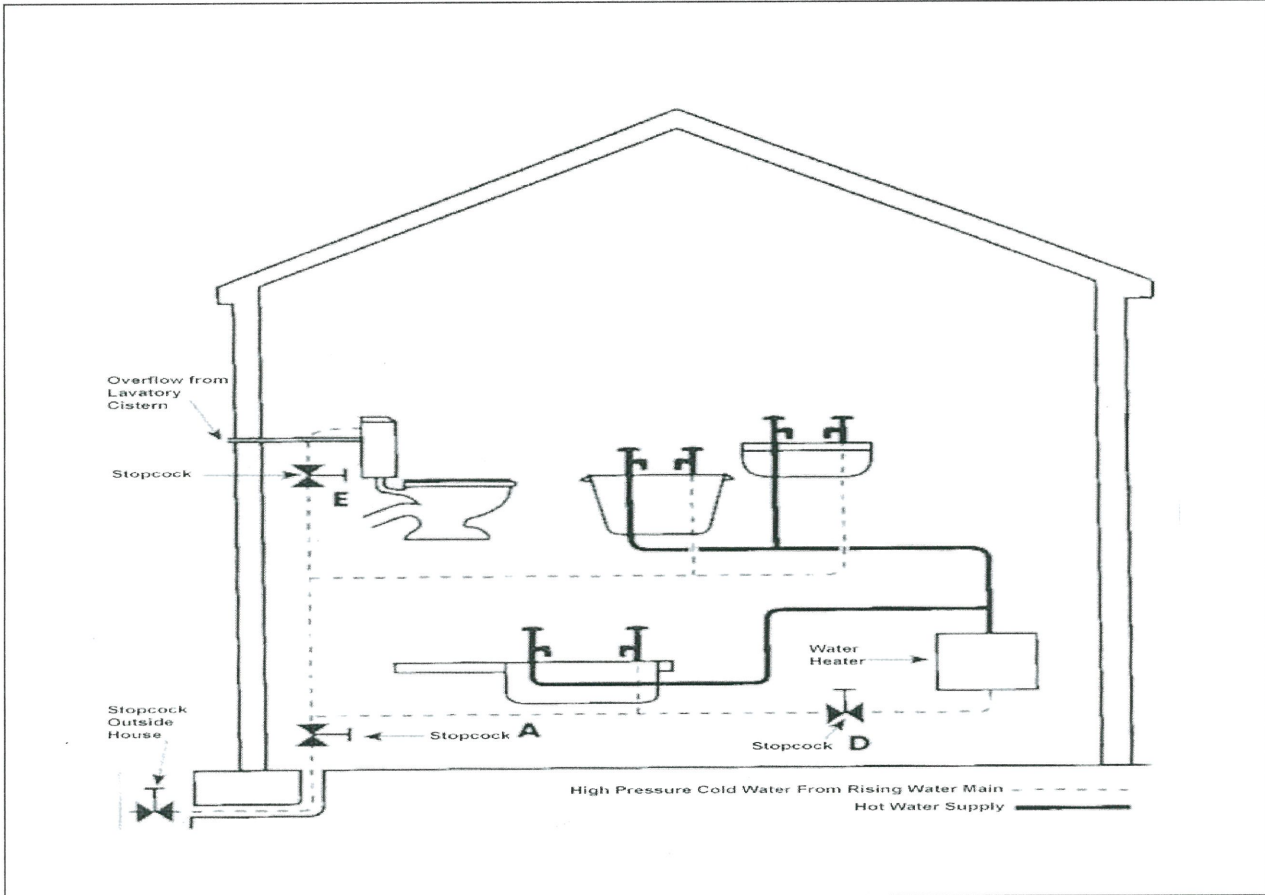 Overflow from
Lavatory
Cistern
Stopcock
E
Water
Heater
Stopcock
Outside
House
Stopcock A
Stopcock D
High Pressure Cold Water From Rising Water Main
Hot Water Supply